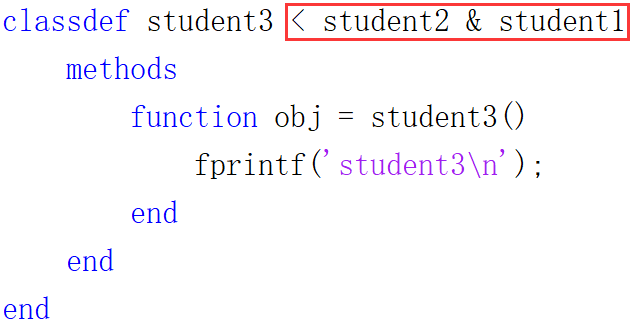 classdef student3 < student2 & student1
    methods
        function obj = student3()
            fprintf('student3\n');
        end
    end
end